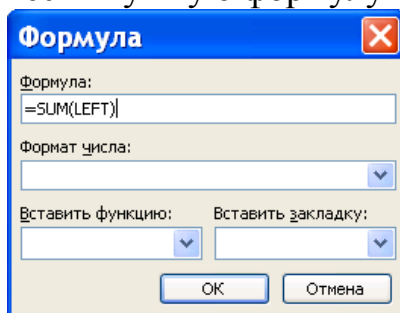 Формула
Формула:
=SUM(LEFT)
Формат числа:
Вставить функцию: Вставить закладку:
ОК Отмена